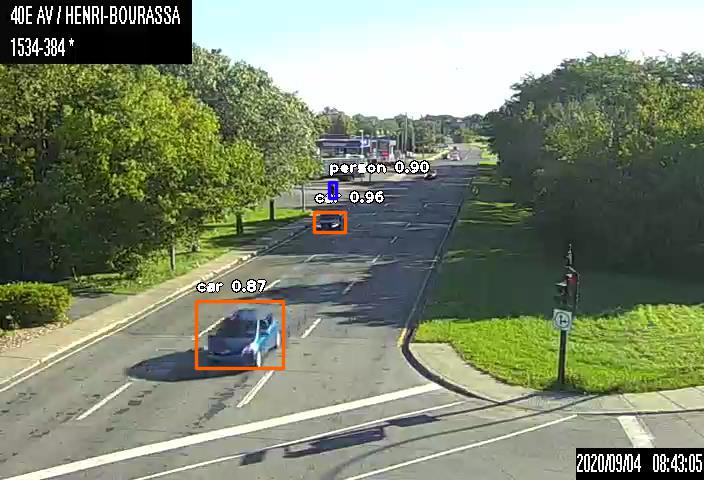 40E AV / HENRI-BOURASSA
1534-384 *
person 0.90
car 0.96
car 0.87
2020/09/04 08:43:05